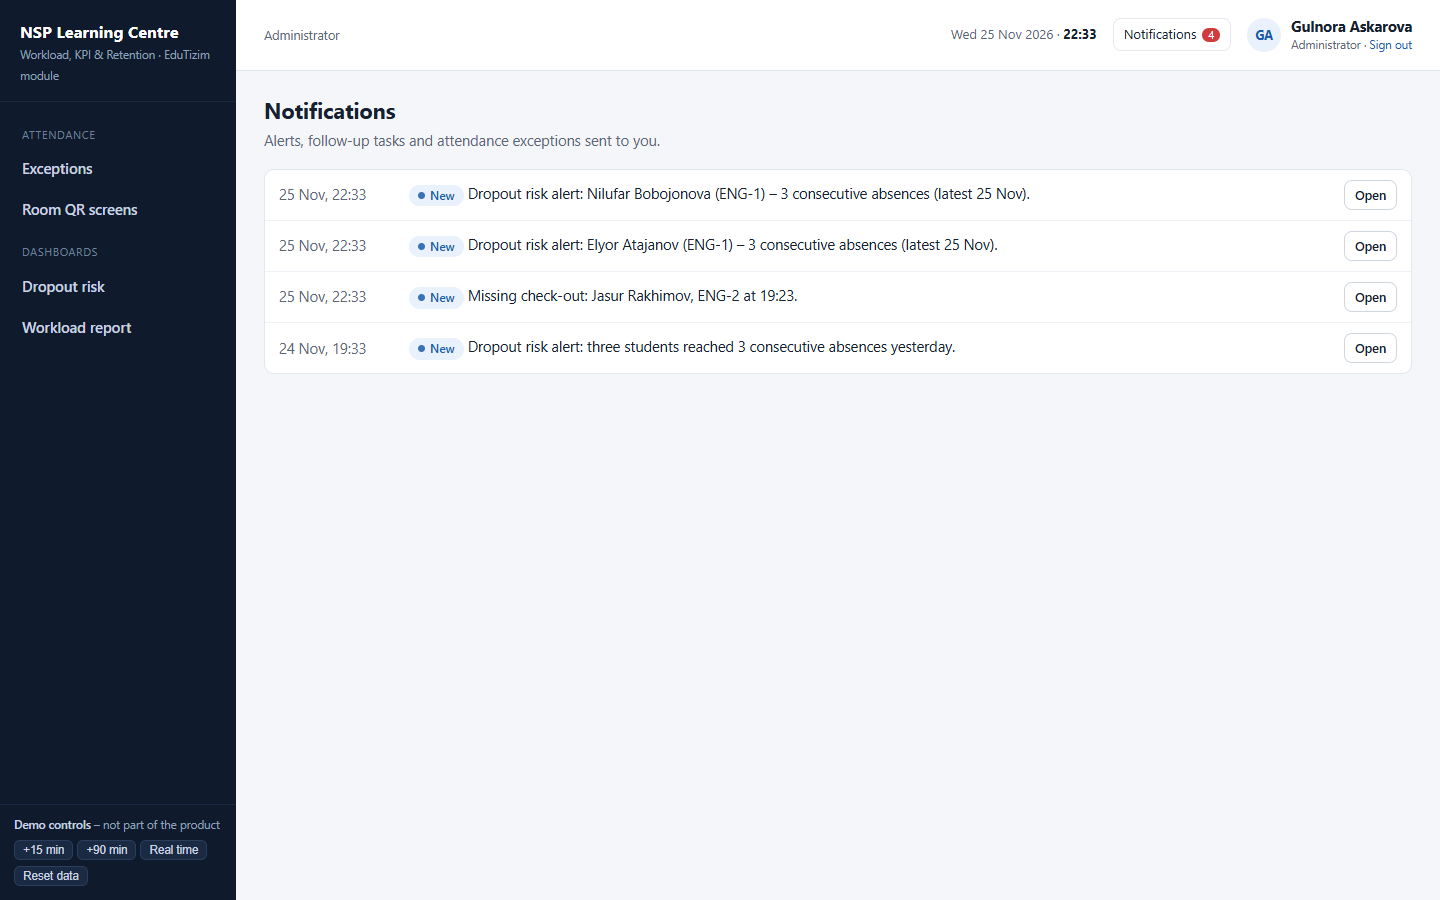 NSP Learning Centre
Workload, KPI & Retention · EduTizim
module
ATTENDANCE
Exceptions
Room QR screens
DASHBOARDS
Dropout risk
Workload report
Demo controls – not part of the product
+15 min +90 min Real time
Reset data
Administrator
Wed 25 Nov 2026 · 22:33
Notifications 4
GA
Gulnora Askarova
Administrator · Sign out
Notifications
Alerts, follow-up tasks and attendance exceptions sent to you.
25 Nov, 22:33 New Dropout risk alert: Nilufar Bobojonova (ENG-1) – 3 consecutive absences (latest 25 Nov). Open
25 Nov, 22:33 New Dropout risk alert: Elyor Atajanov (ENG-1) – 3 consecutive absences (latest 25 Nov). Open
25 Nov, 22:33 New Missing check-out: Jasur Rakhimov, ENG-2 at 19:23. Open
24 Nov, 19:33 New Dropout risk alert: three students reached 3 consecutive absences yesterday. Open